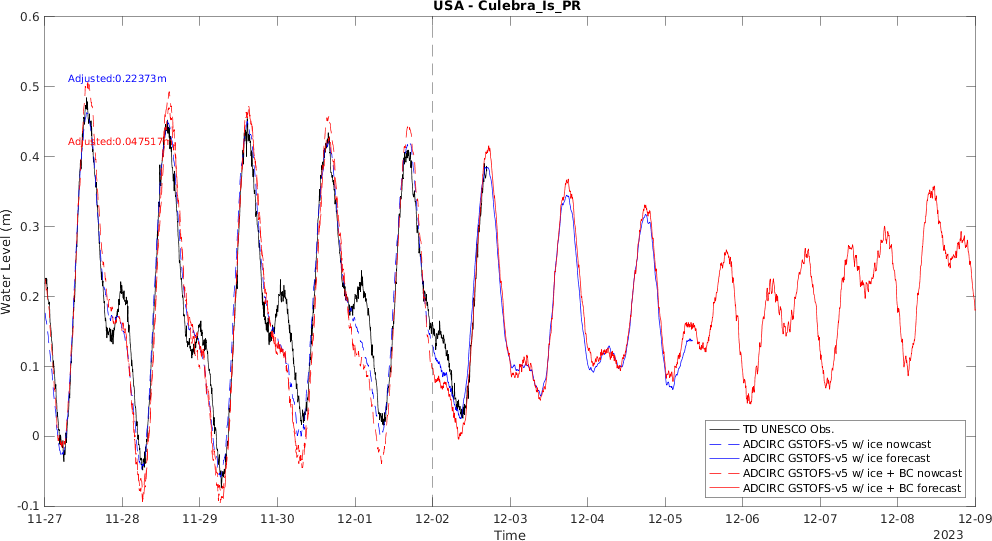 USA - Culebra_Is_PR
0.6
0.5
0.4
0.3
0.2
0.1
0
-0.1
Water Level (m)
Adjusted:0.22373m
Adjusted:0.047517m
TD UNESCO Obs.
ADCIRC GSTOFS-v5 w/ ice nowcast
ADCIRC GSTOFS-v5 w/ ice forecast
ADCIRC GSTOFS-v5 w/ ice + BC nowcast
ADCIRC GSTOFS-v5 w/ ice + BC forecast
11-27 11-28 11-29 11-30 12-01 12-02 12-03 12-04 12-05 12-06 12-07 12-08 12-09
Time
2023